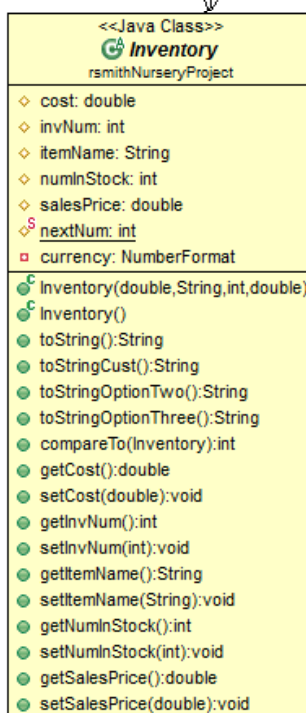 <<Java Class>>
Inventory
rsmithNurseryProject
cost: double
invNum: int
itemName: String
numInStock: int
salesPrice: double
nextNum: int
currency: NumberFormat
Inventory(double,String,int,double)
Inventory()
toString():String
toStringCust():String
toStringOptionTwo():String
toStringOptionThree():String
compareTo(Inventory):int
getCost():double
setCost(double):void
getInvNum():int
setInvNum(int):void
getItemName():String
setItemName(String):void
getNumInStock():int
setNumInStock(int):void
getSalesPrice():double
setSalesPrice(double):void